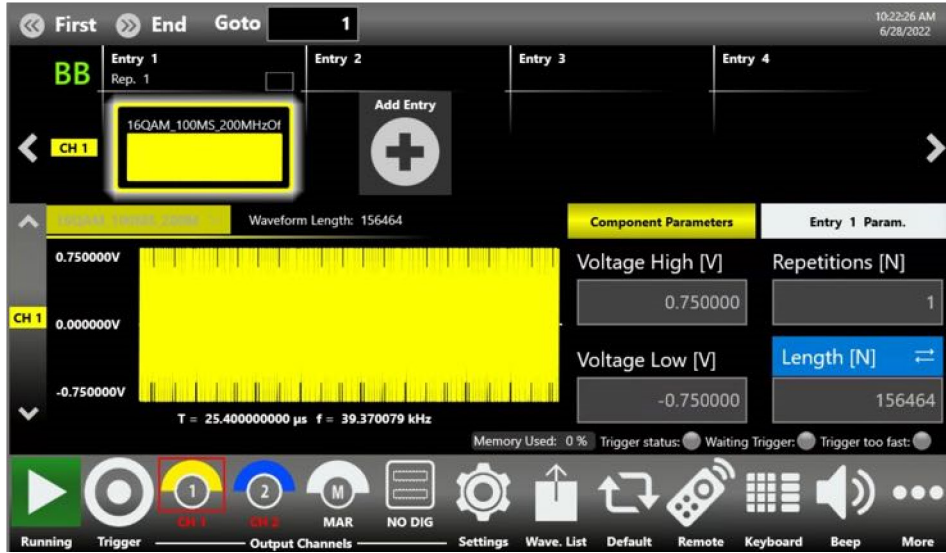 First End Goto 1
10:22:26 AM
6/28/2022
BB
Entry 1
Rep. 1
Entry 2
Entry 3
Entry 4
Add Entry
16QAM_100MS_200MHzOf
CH 1
16QAM_100MS_200M
Waveform Length: 156464
Component Parameters
Entry 1 Param.
0.750000V
0.000000V
-0.750000V
CH 1
T = 25.400000000 µs f = 39.370079 kHz
Voltage High [V]
0.750000
Repetitions [N]
1
Voltage Low [V]
-0.750000
Length [N]
156464
Memory Used: 0 % Trigger status: Waiting Trigger: Trigger too fast:
1 2 M
CH 1 CH 2 MAR NO DIG
Running Trigger Output Channels Settings Wave. List Default Remote Keyboard Beep More